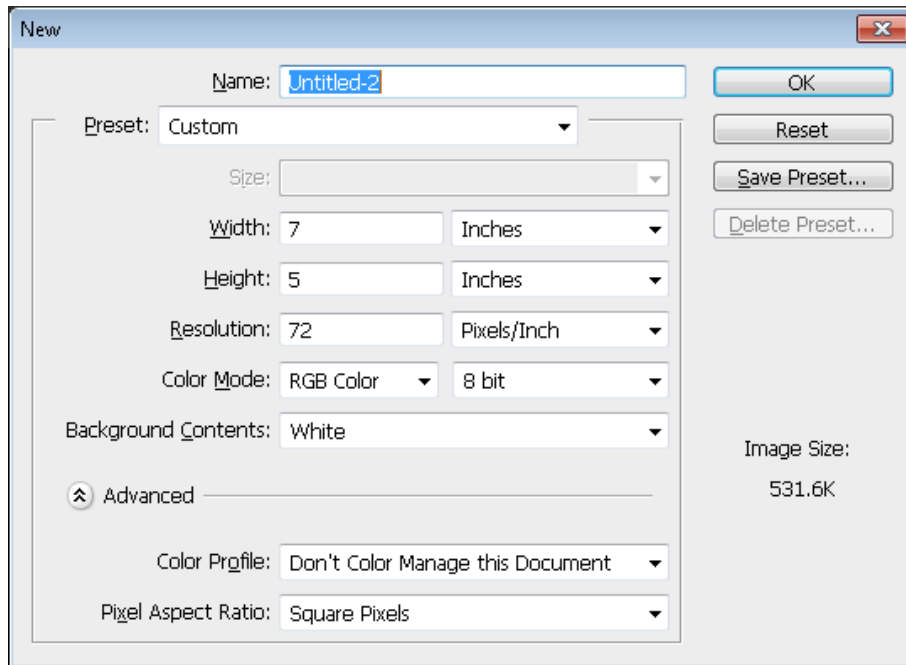 New
Name: Untitled-2
OK
Preset: Custom
Reset
Size:
Save Preset...
Width: 7 Inches
Delete Preset...
Height: 5 Inches
Resolution: 72 Pixels/Inch
Color Mode: RGB Color 8 bit
Background Contents: White
Image Size:
531.6K
Advanced
Color Profile: Don't Color Manage this Document
Pixel Aspect Ratio: Square Pixels